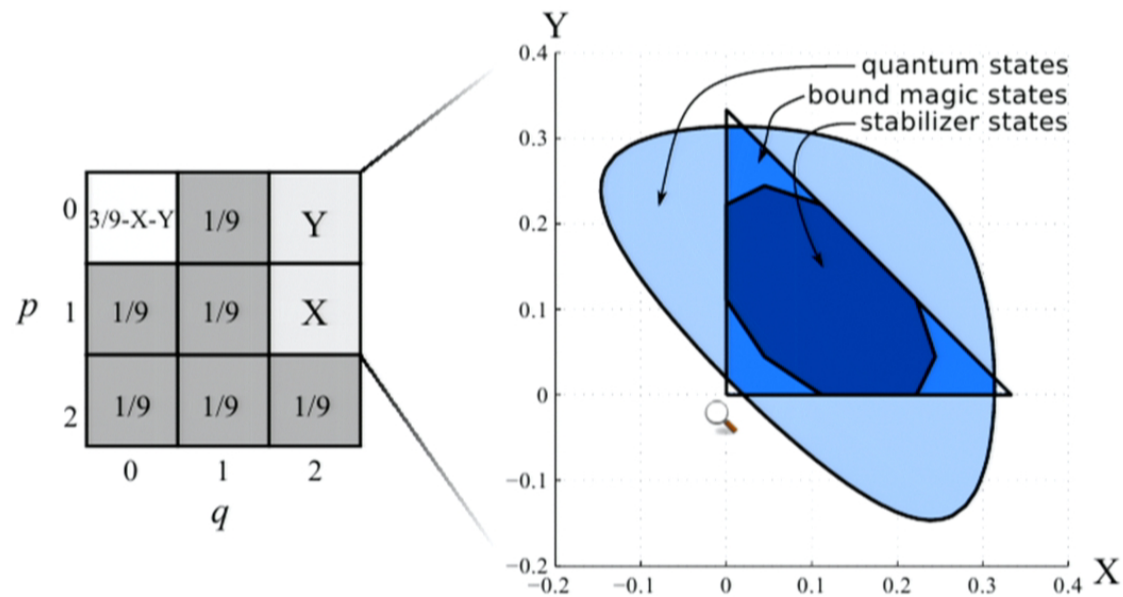 Y
0.4
quantum states
bound magic states
stabilizer states
0.3
0 3/9-X-Y 1/9 Y
0.2
p 1 1/9 1/9 X
0.1
2 1/9 1/9 1/9
0
0 1 2
q
−0.1
−0.2
−0.2 −0.1 0 0.1 0.2 0.3 0.4 X